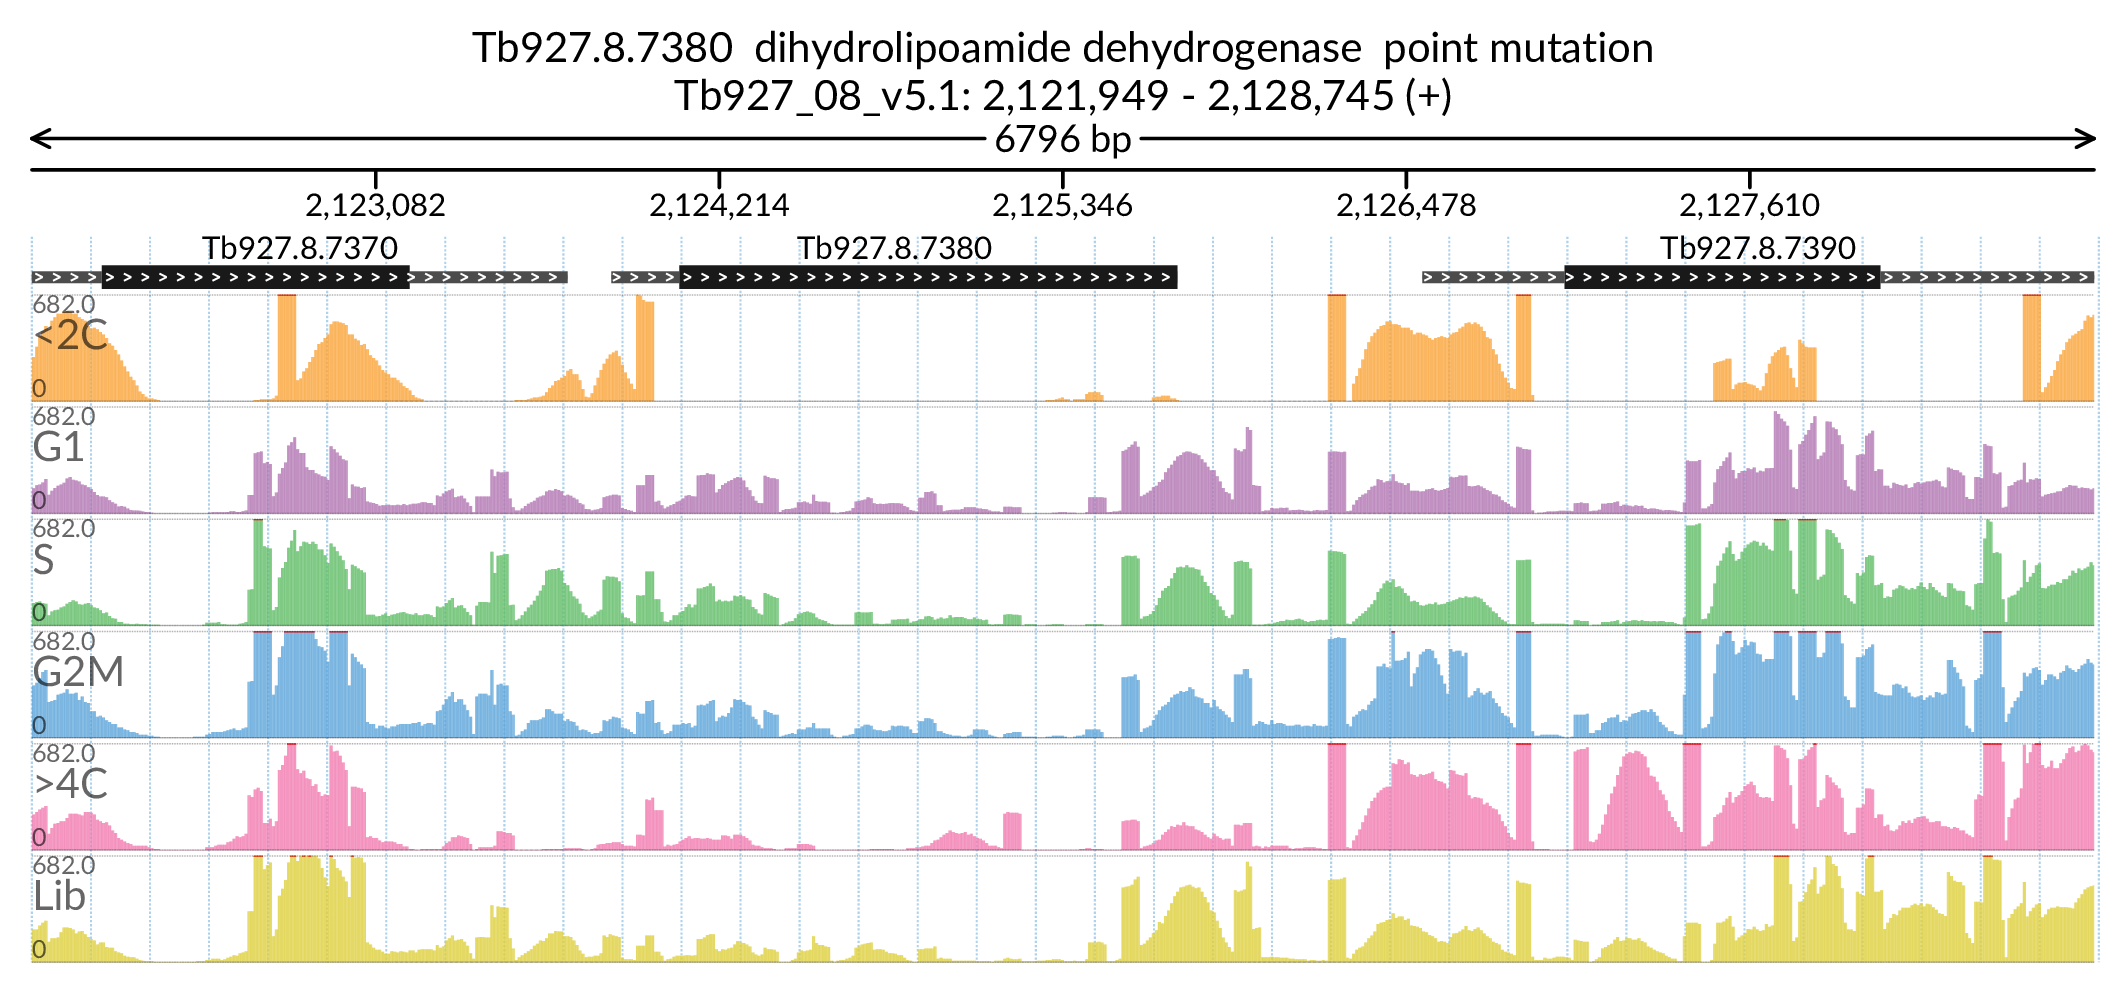 Tb927.8.7380 dihydrolipoamide dehydrogenase point mutation
Tb927_08_v5.1: 2,121,949 - 2,128,745 (+)
6796 bp
2,123,082 2,124,214 2,125,346 2,126,478 2,127,610
Tb927.8.7370 Tb927.8.7380 Tb927.8.7390
682.0
<2C
0
682.0
G1
0
682.0
S
0
682.0
G2M
0
682.0
>4C
0
682.0
Lib
0